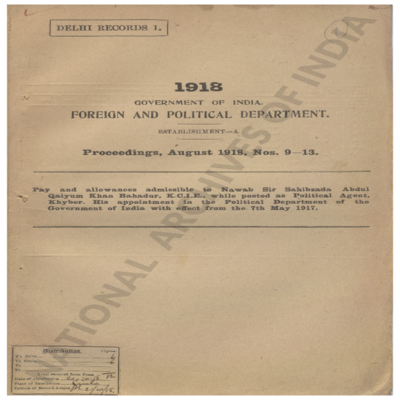 DELHI RECORDS 1.
1918
GOVERNMENT OF INDIA.
FOREIGN AND POLITICAL DEPARTMENT.
ESTABLISHMENT—A
Proceedings, August 1918, Nos. 9—13.
Pay and allowances admissible to Nawab Sir Sahibzada Abdul
Qaiyum Khan Bahadur, K.C.I.E., while posted as Political Agent,
Khyber. His appointment in the Political Department of the
Government of India with effect from the 7th May 1917.
NATIONAL ARCHIVES OF INDIA